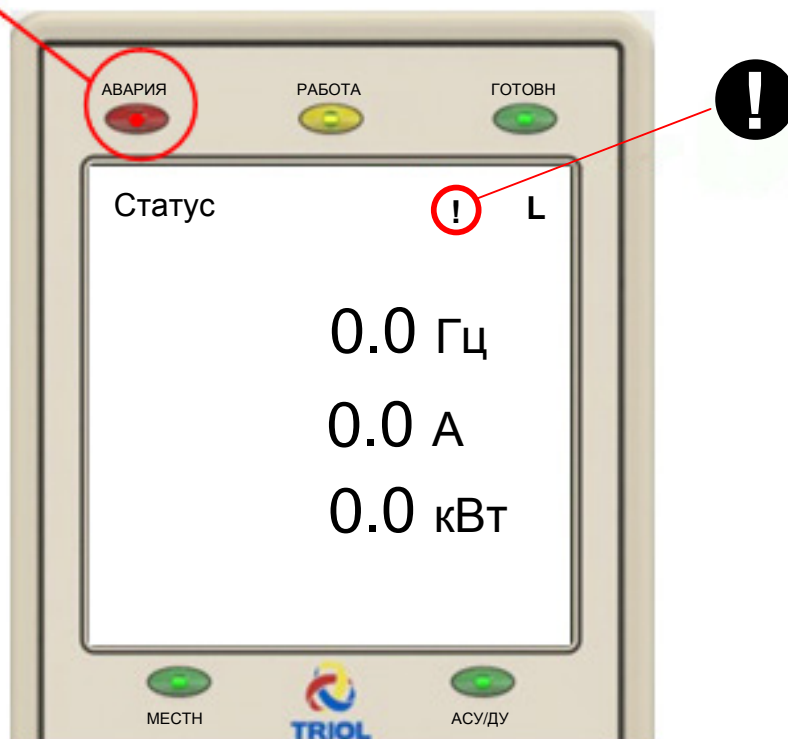 АВАРИЯ РАБОТА ГОТОВН
!
Статус ! L
0.0 Гц
0.0 А
0.0 кВт
МЕСТН TRIOL АСУ/ДУ